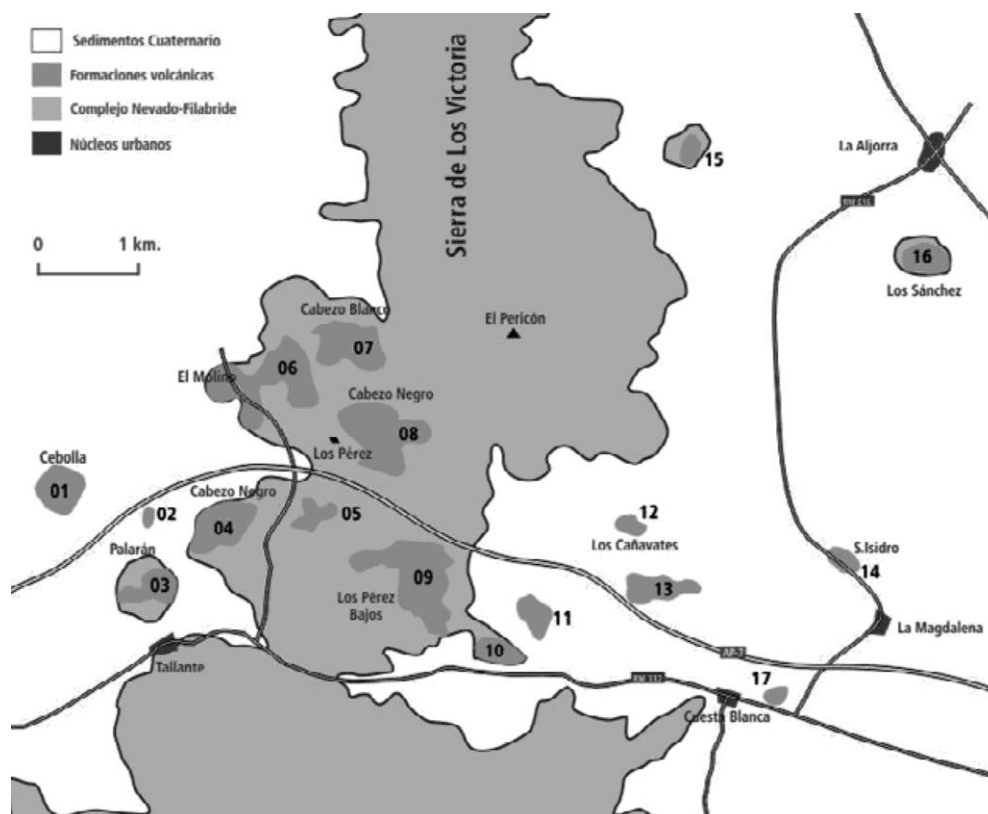 Sedimentos Cuaternario
Formaciones volcánicas
Complejo Nevado-Filabride
Núcleos urbanos
0 1 km.
Sierra de Los Victoria
15
La Aljorra
16
Los Sánchez
Cabezo Blanco
07
El Pericón
06
El Molino
Cabezo Negro
08
Los Pérez
Cebolla
01
02
Cabezo Negro
04
05
12
Los Cañavates
Palarán
03
09
Los Pérez
Bajos
13
S.Isidro
14
11
10
La Magdalena
Tallante
AP-7
RM 332
17
Cuesta Blanca